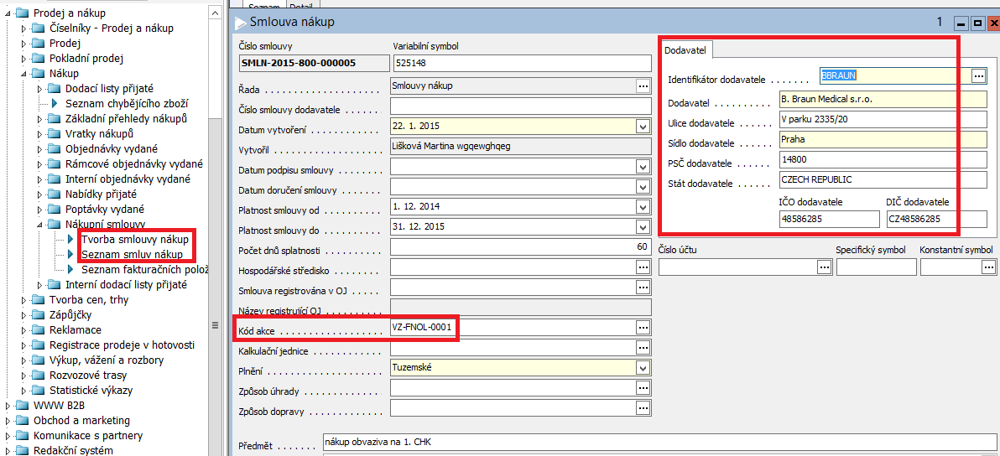 Prodej a nákup
Číselníky - Prodej a nákup
Prodej
Pokladní prodej
Nákup
Dodací listy přijaté
Seznam chybějícího zboží
Základní přehledy nákupů
Vratky nákupů
Objednávky vydané
Rámcové objednávky vydané
Interní objednávky vydané
Nabídky přijaté
Poptávky vydané
Nákupní smlouvy
Tvorba smlouvy nákup
Seznam smluv nákup
Seznam fakturačních polož
Interní dodací listy přijaté
Tvorba cen, trhy
Zápůjčky
Reklamace
Registrace prodeje v hotovosti
Výkup, vážení a rozbory
Rozvozové trasy
Statistické výkazy
WWW B2B
Obchod a marketing
Komunikace s partnery
Redakční systém
Seznam Detail
Smlouva nákup 1
Číslo smlouvy Variabilní symbol
SMLN-2015-800-000005 525148
Řada Smlouvy nákup
Číslo smlouvy dodavatele
Datum vytvoření 22. 1. 2015
Vytvořil Lišková Martina wgqewghqeg
Datum podpisu smlouvy
Datum doručení smlouvy
Platnost smlouvy od 1. 12. 2014
Platnost smlouvy do 31. 12. 2015
Počet dnů splatnosti 60
Hospodářské středisko
Smlouva registrována v OJ
Název registrující OJ
Kód akce VZ-FNOL-0001
Kalkulační jednice
Plnění Tuzemské
Způsob úhrady
Způsob dopravy
Předmět nákup obvaziva na 1. CHK
Dodavatel
Identifikátor dodavatele BBRAUN
Dodavatel B. Braun Medical s.r.o.
Ulice dodavatele V parku 2335/20
Sídlo dodavatele Praha
PSČ dodavatele 14800
Stát dodavatele CZECH REPUBLIC
IČO dodavatele DIČ dodavatele
48586285 CZ48586285
Číslo účtu Specifický symbol Konstantní symbol